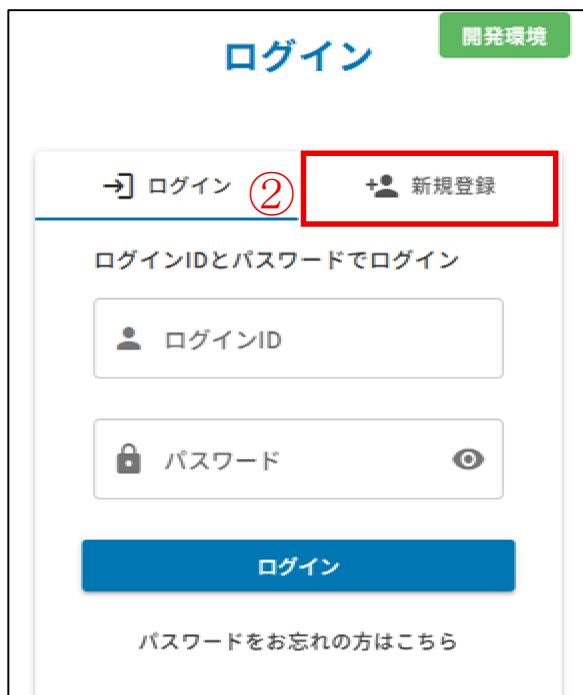 開発環境
ログイン
ログイン ② 新規登録
ログインIDとパスワードでログイン
ログインID
パスワード
ログイン
パスワードをお忘れの方はこちら